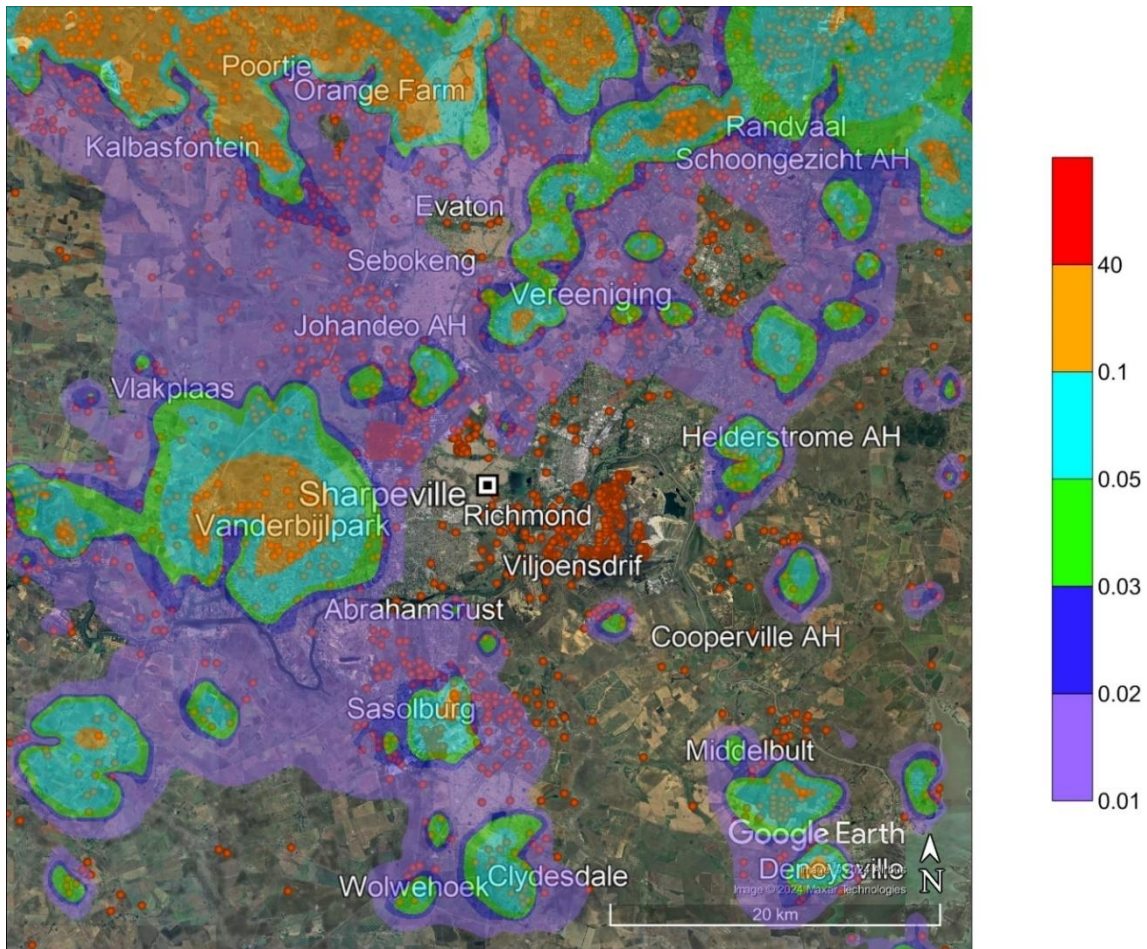 Poortje
Orange Farm
Randvaal
Kalbasfontein
Schoongezicht AH
Evaton
Sebokeng
Vereeniging
Johandeo AH
Vlakplaas
Helderstrome AH
Sharpeville
Richmond
Vanderbijlpark
Viljoensdrif
Abrahamsrust
Cooperville AH
Sasolburg
Middelbult
Google Earth
Deneysville
Image © 2024 Maxar Technologies
Wolwehoek
Clydesdale
N
20 km
40
0.1
0.05
0.03
0.02
0.01